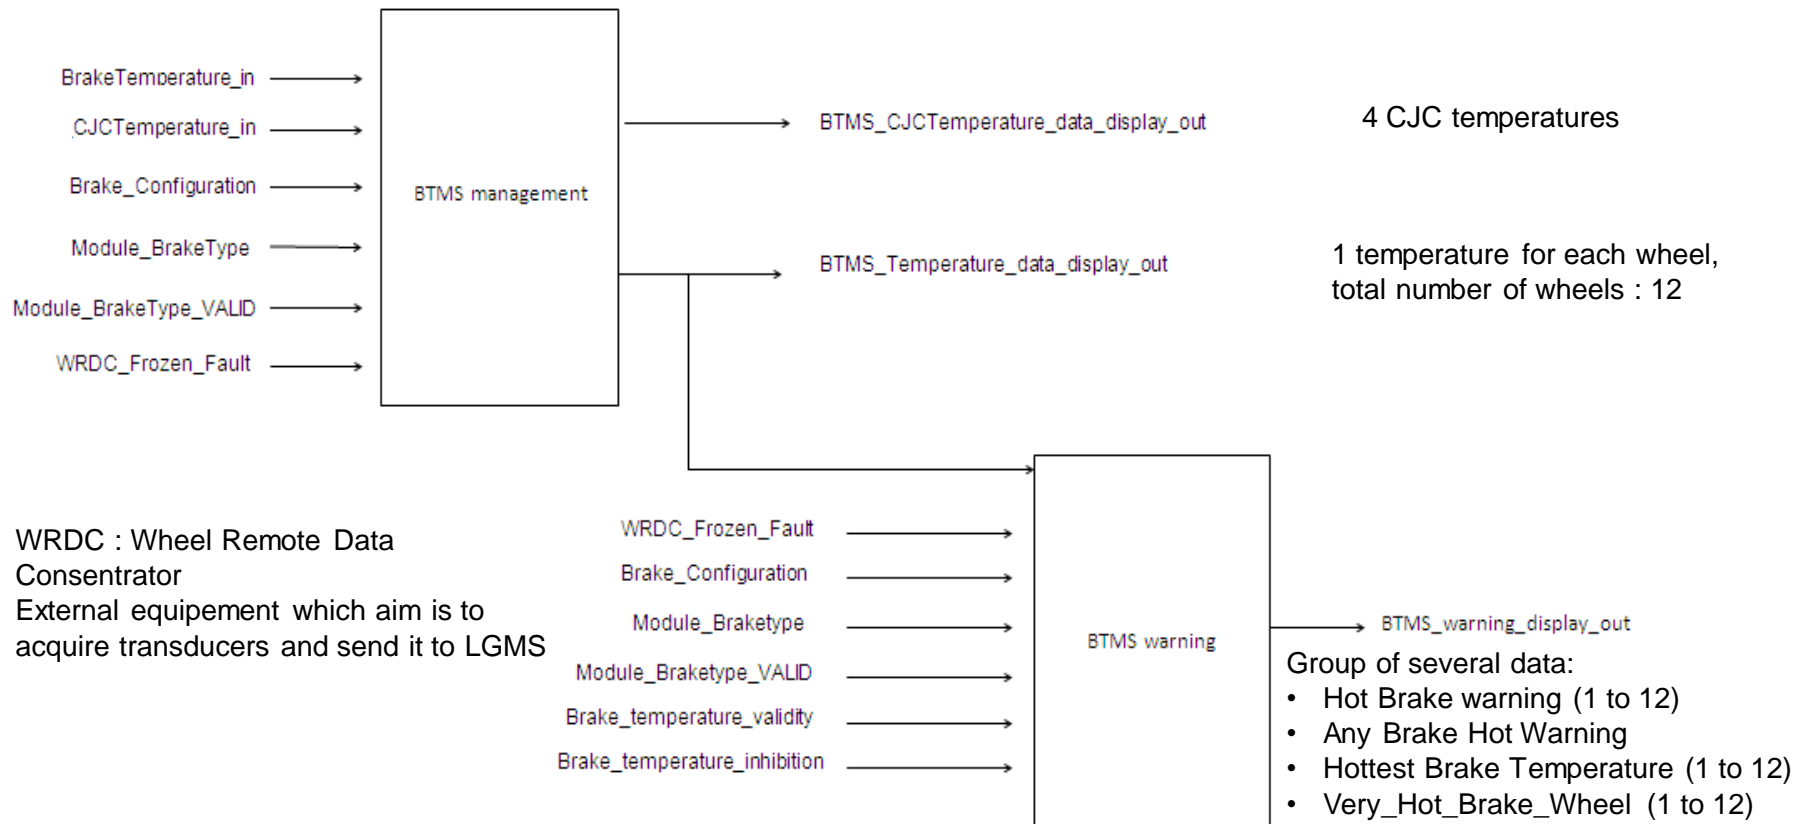 BrakeTemperature_in
CJCTemperature_in
Brake_Configuration
Module_BrakeType
Module_BrakeType_VALID
WRDC_Frozen_Fault
BTMS management
BTMS_CJCTemperature_data_display_out
4 CJC temperatures
BTMS_Temperature_data_display_out
1 temperature for each wheel,
total number of wheels : 12
WRDC : Wheel Remote Data
Consentrator
External equipement which aim is to
acquire transducers and send it to LGMS
WRDC_Frozen_Fault
Brake_Configuration
Module_Braketype
Module_Braketype_VALID
Brake_temperature_validity
Brake_temperature_inhibition
BTMS warning
BTMS_warning_display_out
Group of several data:
• Hot Brake warning (1 to 12)
• Any Brake Hot Warning
• Hottest Brake Temperature (1 to 12)
• Very_Hot_Brake_Wheel (1 to 12)